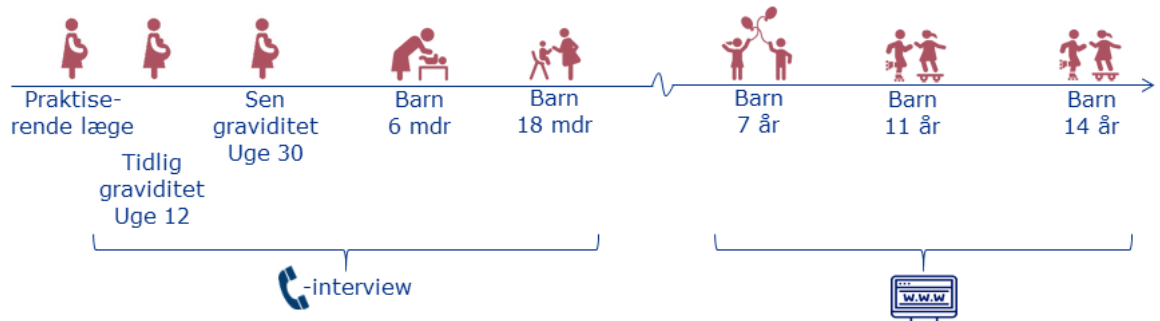 Praktise-
rende læge
Tidlig
graviditet
Uge 12
Sen
graviditet
Uge 30
Barn
6 mdr
Barn
18 mdr
Barn
7 år
Barn
11 år
Barn
14 år
-interview
W.W.W